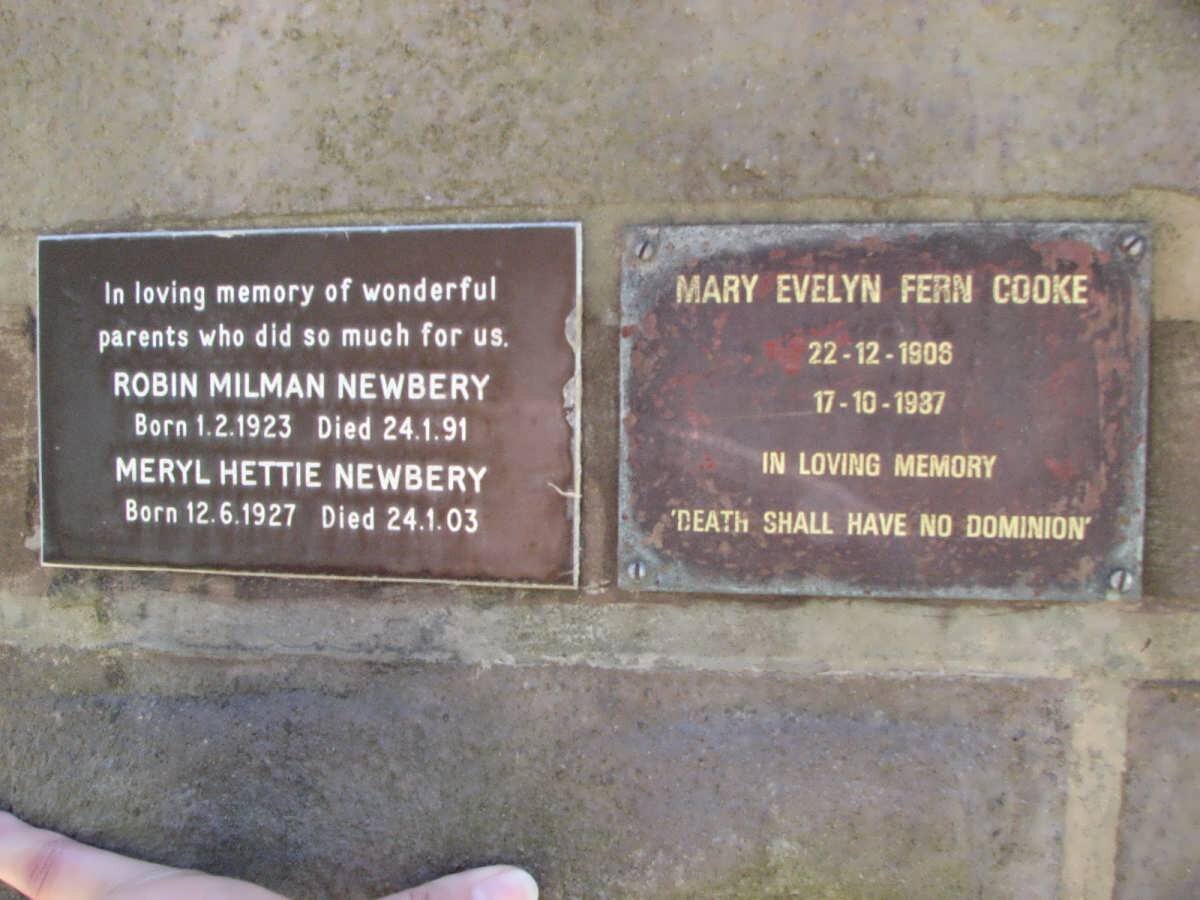 In loving memory of wonderful
parents who did so much for us.
ROBIN MILMAN NEWBERY
Born 1.2.1923 Died 24.1.91
MERYL HETTIE NEWBERY
Born 12.6.1927 Died 24.1.03
MARY EVELYN FERN COOKE
22-12-1908
17-10-1987
IN LOVING MEMORY
'DEATH SHALL HAVE NO DOMINION'